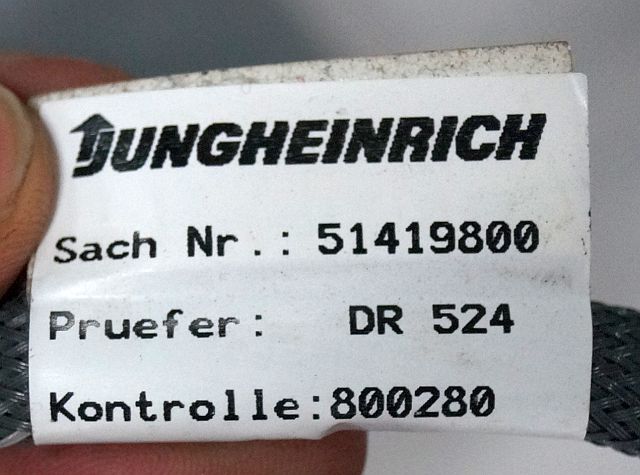 JUNGHEINRICH
Sach Nr.: 51419800
Pruefer: DR 524
Kontrolle:800280